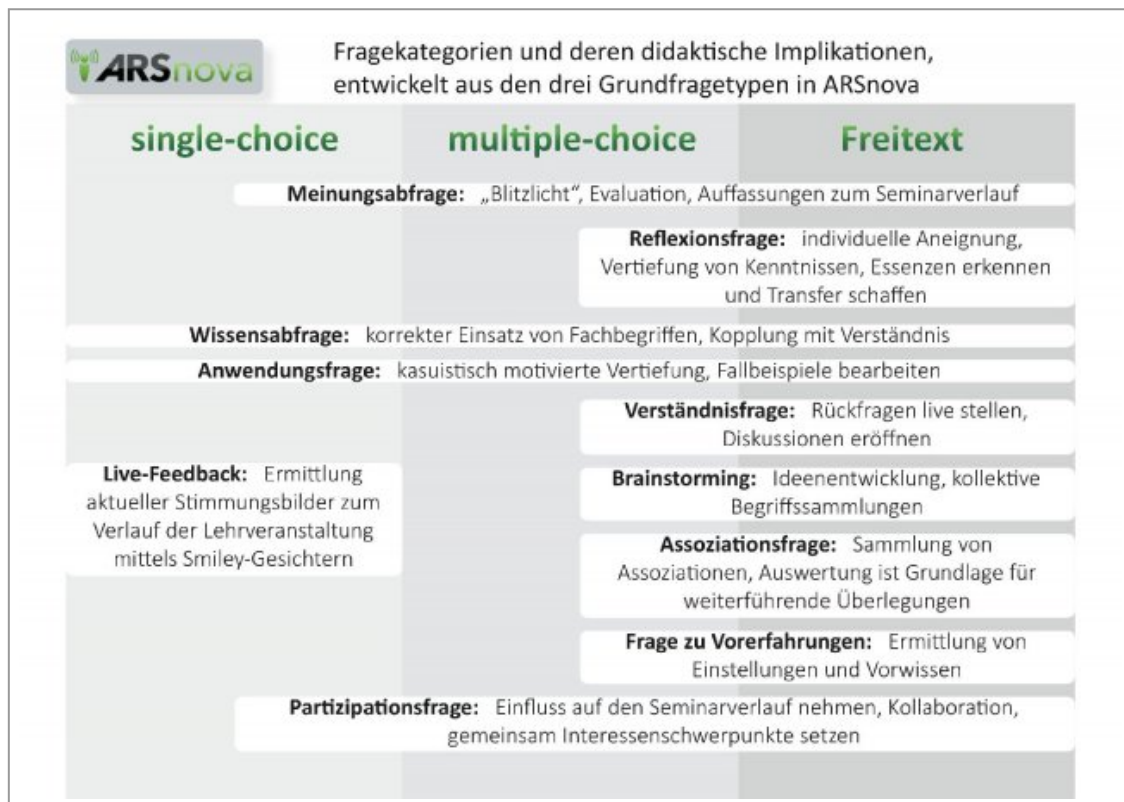 ARSnova
Fragekategorien und deren didaktische Implikationen,
entwickelt aus den drei Grundfragetypen in ARSnova
single-choice
multiple-choice
Freitext
Meinungsabfrage: „Blitzlicht“, Evaluation, Auffassungen zum Seminarverlauf
Reflexionsfrage: individuelle Aneignung,
Vertiefung von Kenntnissen, Essenzen erkennen
und Transfer schaffen
Wissensabfrage: korrekter Einsatz von Fachbegriffen, Kopplung mit Verständnis
Anwendungsfrage: kasuistisch motivierte Vertiefung, Fallbeispiele bearbeiten
Verständnisfrage: Rückfragen live stellen,
Diskussionen eröffnen
Live-Feedback: Ermittlung
aktueller Stimmungsbilder zum
Verlauf der Lehrveranstaltung
mittels Smiley-Gesichtern
Brainstorming: Ideenentwicklung, kollektive
Begriffssammlungen
Assoziationsfrage: Sammlung von
Assoziationen, Auswertung ist Grundlage für
weiterführende Überlegungen
Frage zu Vorerfahrungen: Ermittlung von
Einstellungen und Vorwissen
Partizipationsfrage: Einfluss auf den Seminarverlauf nehmen, Kollaboration,
gemeinsam Interessenschwerpunkte setzen